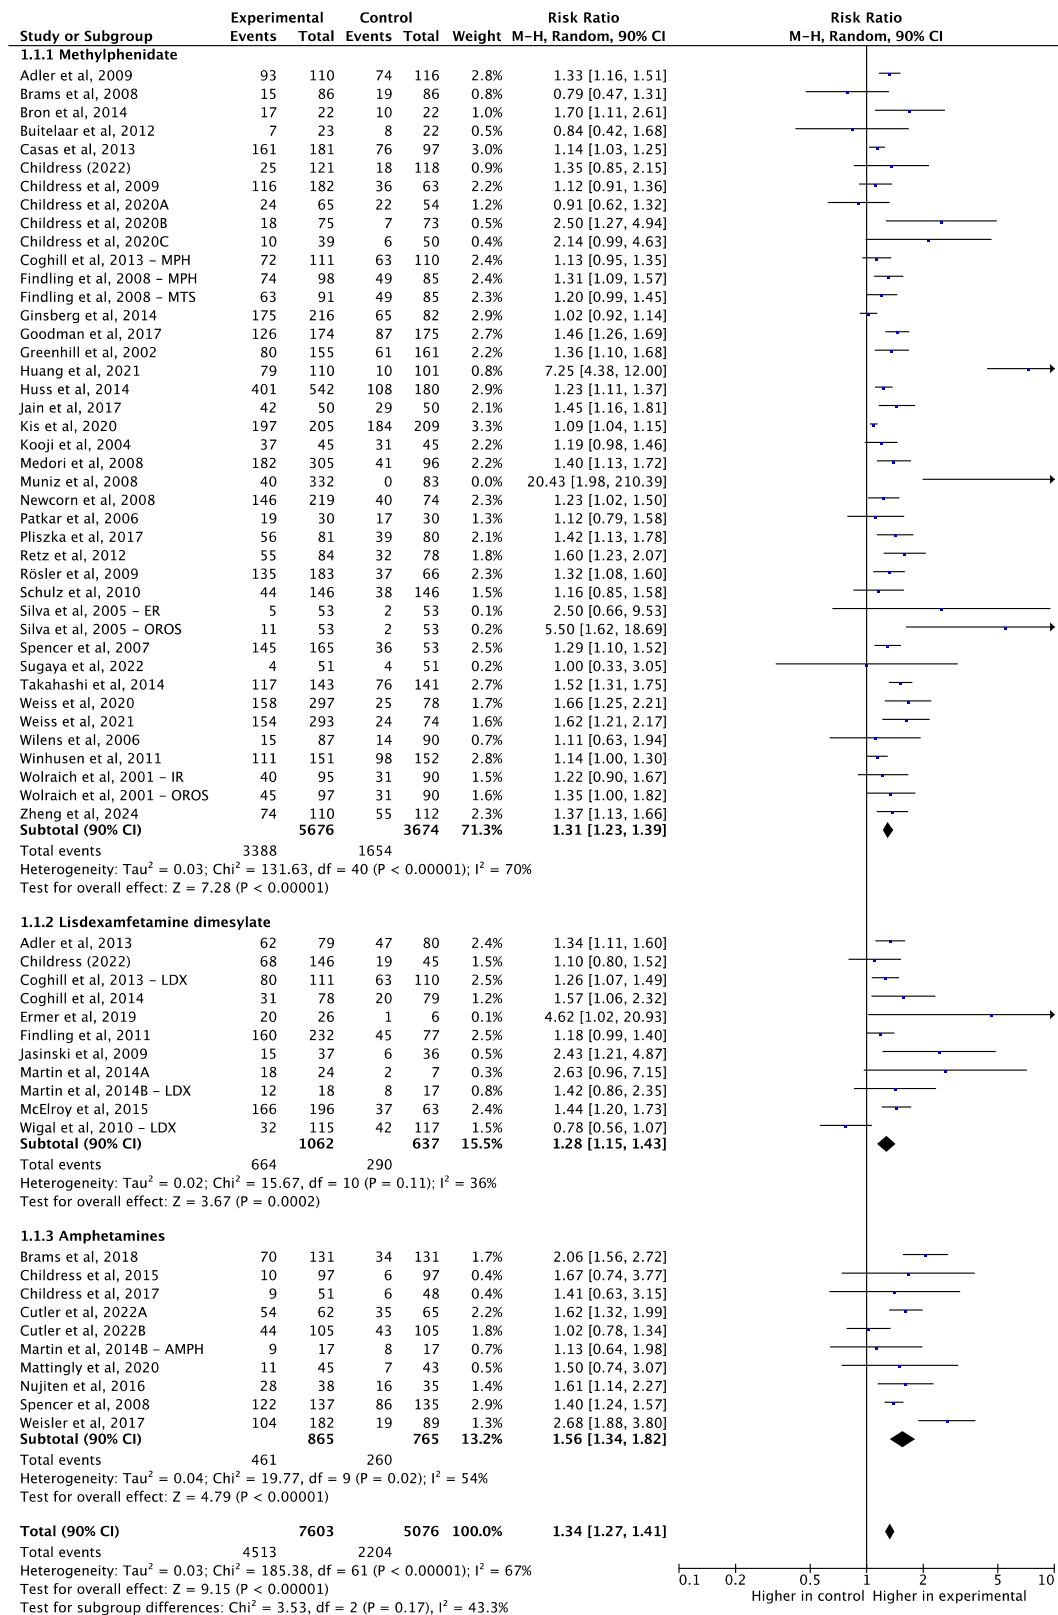 Experimental Control Risk Ratio Risk Ratio
Study or Subgroup Events Total Events Total Weight M-H, Random, 90% CI M-H, Random, 90% CI
1.1.1 Methylphenidate
Adler et al, 2009 93 110 74 116 2.8% 1.33 [1.16, 1.51]
Brams et al, 2008 15 86 19 86 0.8% 0.79 [0.47, 1.31]
Bron et al, 2014 17 22 10 22 1.0% 1.70 [1.11, 2.61]
Buitelaar et al, 2012 7 23 8 22 0.5% 0.84 [0.42, 1.68]
Casas et al, 2013 161 181 76 97 3.0% 1.14 [1.03, 1.25]
Childress (2022) 25 121 18 118 0.9% 1.35 [0.85, 2.15]
Childress et al, 2009 116 182 36 63 2.2% 1.12 [0.91, 1.36]
Childress et al, 2020A 24 65 22 54 1.2% 0.91 [0.62, 1.32]
Childress et al, 2020B 18 75 7 73 0.5% 2.50 [1.27, 4.94]
Childress et al, 2020C 10 39 6 50 0.4% 2.14 [0.99, 4.63]
Coghill et al, 2013 – MPH 72 111 63 110 2.4% 1.13 [0.95, 1.35]
Findling et al, 2008 – MPH 74 98 49 85 2.4% 1.31 [1.09, 1.57]
Findling et al, 2008 – MTS 63 91 49 85 2.3% 1.20 [0.99, 1.45]
Ginsberg et al, 2014 175 216 65 82 2.9% 1.02 [0.92, 1.14]
Goodman et al, 2017 126 174 87 175 2.7% 1.46 [1.26, 1.69]
Greenhill et al, 2002 80 155 61 161 2.2% 1.36 [1.10, 1.68]
Huang et al, 2021 79 110 10 101 0.8% 7.25 [4.38, 12.00]
Huss et al, 2014 401 542 108 180 2.9% 1.23 [1.11, 1.37]
Jain et al, 2017 42 50 29 50 2.1% 1.45 [1.16, 1.81]
Kis et al, 2020 197 205 184 209 3.3% 1.09 [1.04, 1.15]
Kooji et al, 2004 37 45 31 45 2.2% 1.19 [0.98, 1.46]
Medori et al, 2008 182 305 41 96 2.2% 1.40 [1.13, 1.72]
Muniz et al, 2008 40 332 0 83 0.0% 20.43 [1.98, 210.39]
Newcorn et al, 2008 146 219 40 74 2.3% 1.23 [1.02, 1.50]
Patkar et al, 2006 19 30 17 30 1.3% 1.12 [0.79, 1.58]
Pliszka et al, 2017 56 81 39 80 2.1% 1.42 [1.13, 1.78]
Retz et al, 2012 55 84 32 78 1.8% 1.60 [1.23, 2.07]
Rösler et al, 2009 135 183 37 66 2.3% 1.32 [1.08, 1.60]
Schulz et al, 2010 44 146 38 146 1.5% 1.16 [0.85, 1.58]
Silva et al, 2005 – ER 5 53 2 53 0.1% 2.50 [0.66, 9.53]
Silva et al, 2005 – OROS 11 53 2 53 0.2% 5.50 [1.62, 18.69]
Spencer et al, 2007 145 165 36 53 2.5% 1.29 [1.10, 1.52]
Sugaya et al, 2022 4 51 4 51 0.2% 1.00 [0.33, 3.05]
Takahashi et al, 2014 117 143 76 141 2.7% 1.52 [1.31, 1.75]
Weiss et al, 2020 158 297 25 78 1.7% 1.66 [1.25, 2.21]
Weiss et al, 2021 154 293 24 74 1.6% 1.62 [1.21, 2.17]
Wilens et al, 2006 15 87 14 90 0.7% 1.11 [0.63, 1.94]
Winhusen et al, 2011 111 151 98 152 2.8% 1.14 [1.00, 1.30]
Wolraich et al, 2001 – IR 40 95 31 90 1.5% 1.22 [0.90, 1.67]
Wolraich et al, 2001 – OROS 45 97 31 90 1.6% 1.35 [1.00, 1.82]
Zheng et al, 2024 74 110 55 112 2.3% 1.37 [1.13, 1.66]
Subtotal (90% CI) 5676 3674 71.3% 1.31 [1.23, 1.39]
Total events 3388 1654
Heterogeneity: Tau² = 0.03; Chi² = 131.63, df = 40 (P < 0.00001); I² = 70%
Test for overall effect: Z = 7.28 (P < 0.00001)
1.1.2 Lisdexamfetamine dimesylate
Adler et al, 2013 62 79 47 80 2.4% 1.34 [1.11, 1.60]
Childress (2022) 68 146 19 45 1.5% 1.10 [0.80, 1.52]
Coghill et al, 2013 – LDX 80 111 63 110 2.5% 1.26 [1.07, 1.49]
Coghill et al, 2014 31 78 20 79 1.2% 1.57 [1.06, 2.32]
Ermer et al, 2019 20 26 1 6 0.1% 4.62 [1.02, 20.93]
Findling et al, 2011 160 232 45 77 2.5% 1.18 [0.99, 1.40]
Jasinski et al, 2009 15 37 6 36 0.5% 2.43 [1.21, 4.87]
Martin et al, 2014A 18 24 2 7 0.3% 2.63 [0.96, 7.15]
Martin et al, 2014B – LDX 12 18 8 17 0.8% 1.42 [0.86, 2.35]
McElroy et al, 2015 166 196 37 63 2.4% 1.44 [1.20, 1.73]
Wigal et al, 2010 – LDX 32 115 42 117 1.4% 0.78 [0.56, 1.07]
Subtotal (90% CI) 1062 637 15.5% 1.28 [1.15, 1.43]
Total events 664 290
Heterogeneity: Tau² = 0.02; Chi² = 15.67, df = 10 (P = 0.11); I² = 36%
Test for overall effect: Z = 3.67 (P = 0.0002)
1.1.3 Amphetamines
Brams et al, 2018 70 131 34 131 1.7% 2.06 [1.56, 2.72]
Childress et al, 2015 10 97 6 97 0.4% 1.67 [0.74, 3.77]
Childress et al, 2017 9 51 6 48 0.4% 1.41 [0.63, 3.15]
Cutler et al, 2022A 54 62 35 65 2.2% 1.62 [1.32, 1.99]
Cutler et al, 2022B 44 105 43 105 1.8% 1.02 [0.78, 1.34]
Martin et al, 2014B – AMPH 9 17 8 17 0.7% 1.13 [0.64, 1.98]
Mattingly et al, 2020 11 45 7 43 0.5% 1.50 [0.74, 3.07]
Nujiten et al, 2016 28 38 16 35 1.4% 1.61 [1.14, 2.27]
Spencer et al, 2008 122 137 86 135 2.9% 1.40 [1.24, 1.57]
Weisler et al, 2017 104 182 19 89 1.3% 2.68 [1.88, 3.80]
Subtotal (90% CI) 865 765 13.2% 1.56 [1.34, 1.82]
Total events 461 260
Heterogeneity: Tau² = 0.04; Chi² = 19.77, df = 9 (P = 0.02); I² = 54%
Test for overall effect: Z = 4.79 (P < 0.00001)
Total (90% CI) 7603 5076 100.0% 1.34 [1.27, 1.41]
Total events 4513 2204
Heterogeneity: Tau² = 0.03; Chi² = 185.38, df = 61 (P < 0.00001); I² = 67%
Test for overall effect: Z = 9.15 (P < 0.00001)
Test for subgroup differences: Chi² = 3.53, df = 2 (P = 0.17), I² = 43.3%
0.1 0.2 0.5 1 2 5 10
Higher in control Higher in experimental